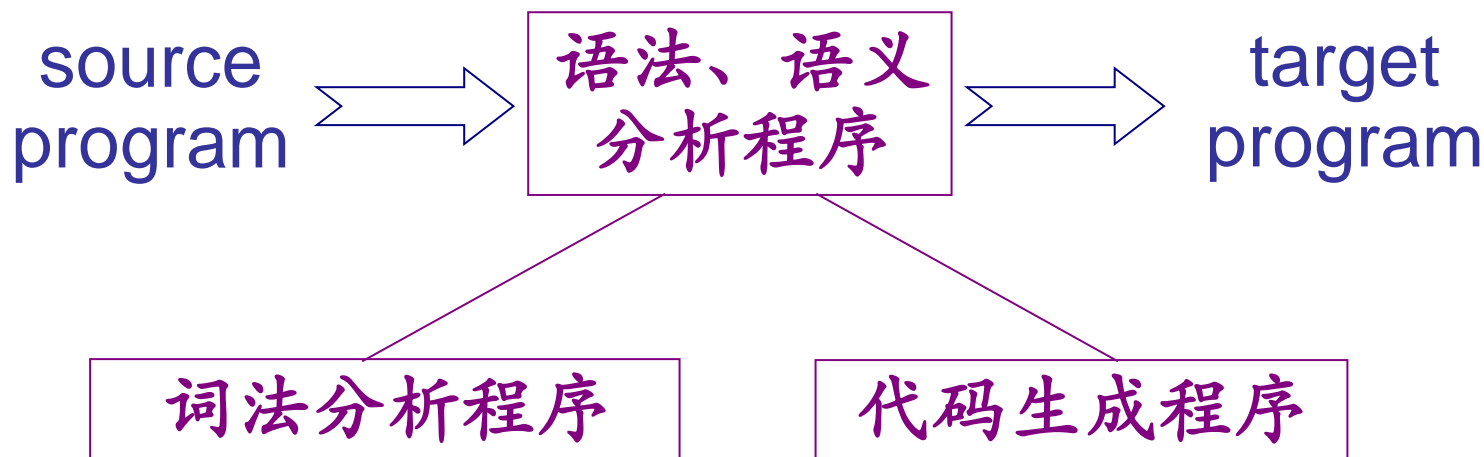 source
program
语法、语义
分析程序
target
program
词法分析程序
代码生成程序